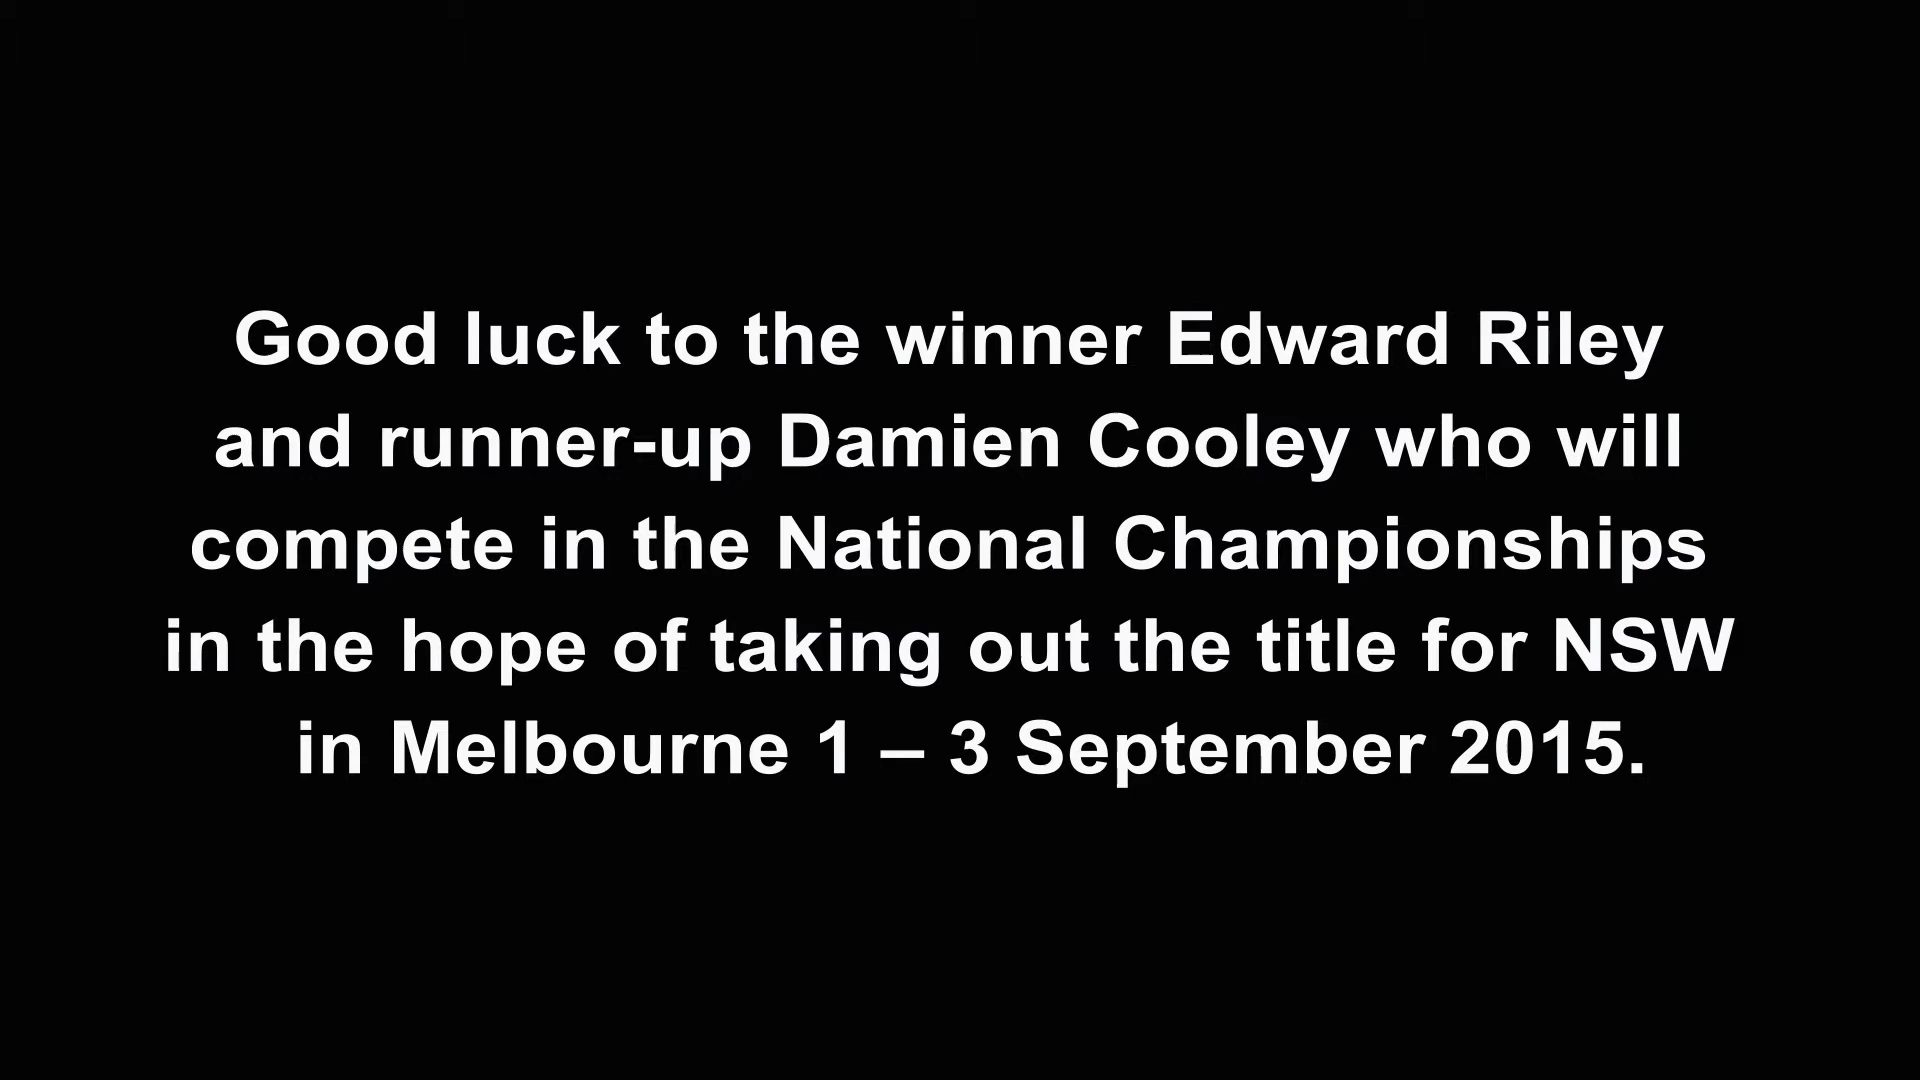 Good luck to the winner Edward Riley
and runner-up Damien Cooley who will
compete in the National Championships
in the hope of taking out the title for NSW
in Melbourne 1 – 3 September 2015.